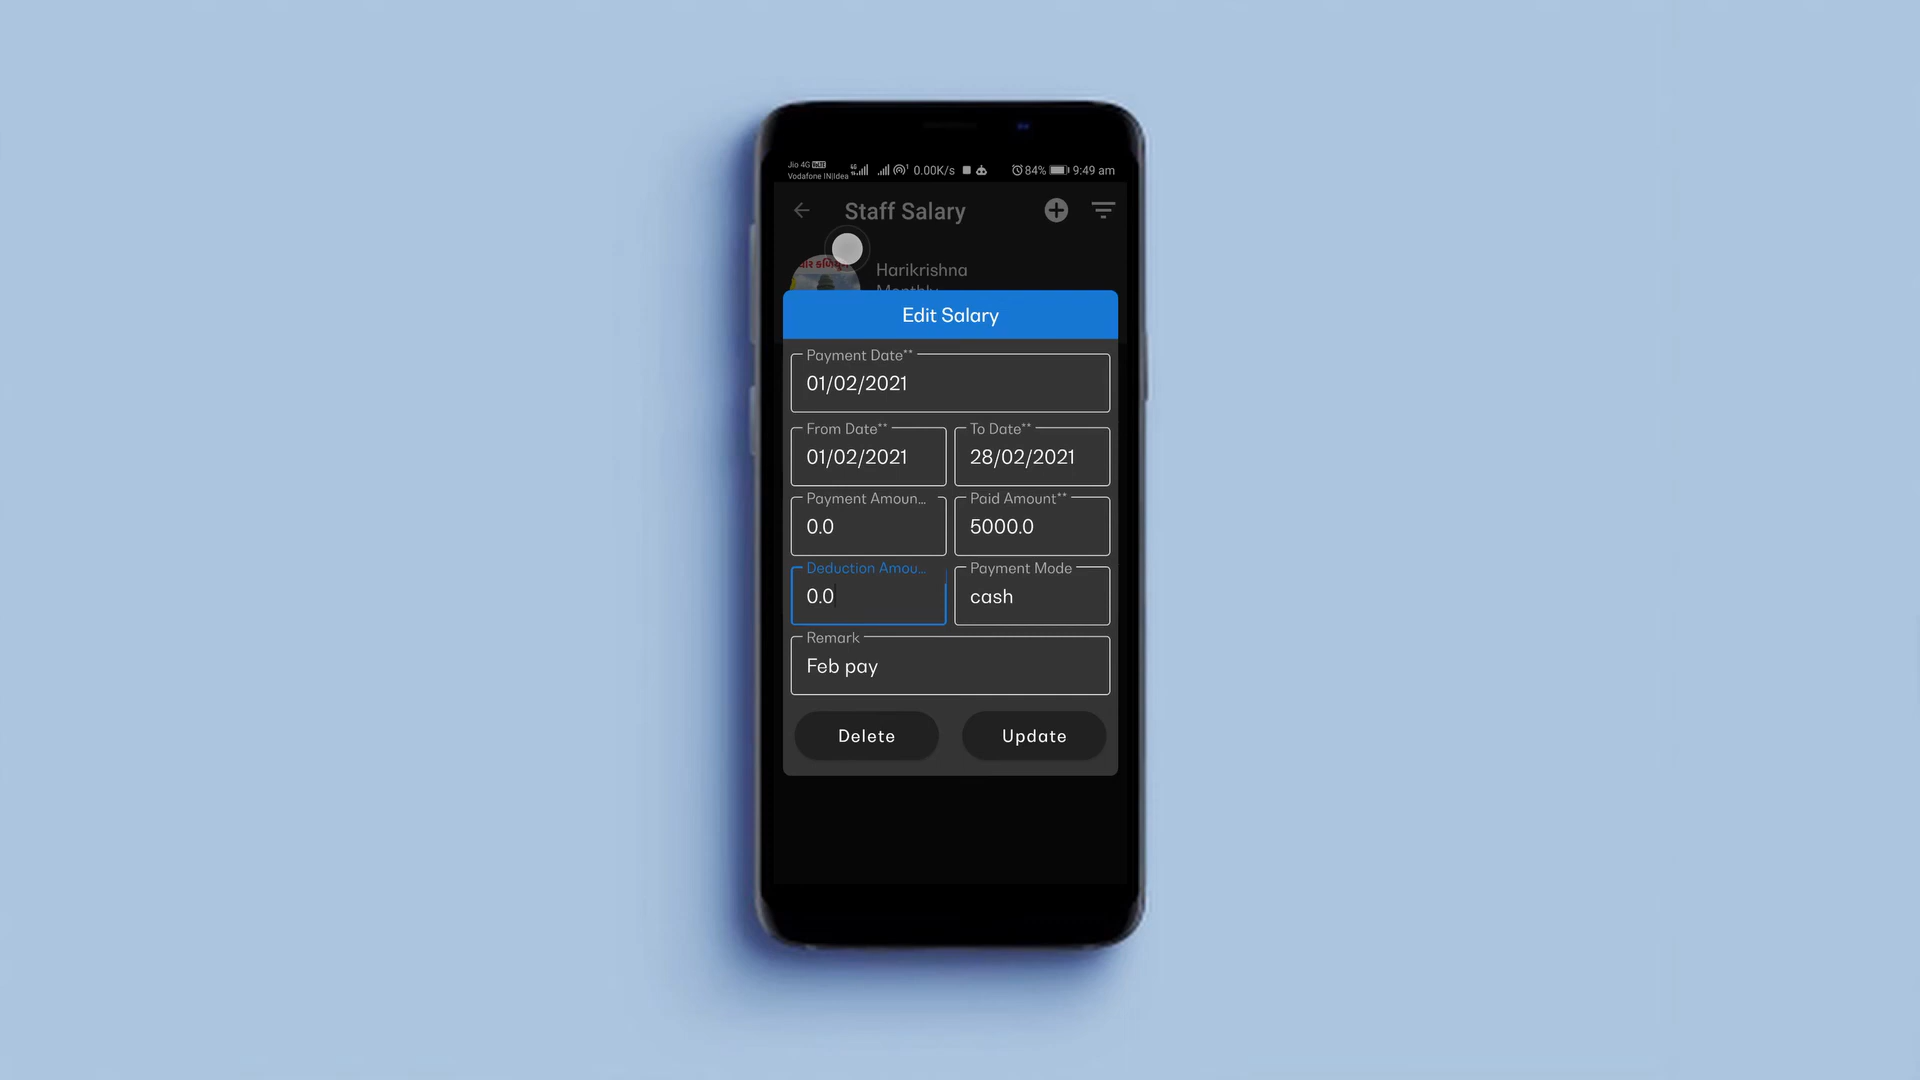 Jio 4G VoLTE
Vodafone IN|Idea
0.00K/s
84%
9:49 am
Staff Salary
Harikrishna
Monthly
Edit Salary
Payment Date**
01/02/2021
From Date**
To Date**
01/02/2021
28/02/2021
Payment Amoun...
Paid Amount**
0.0
5000.0
Deduction Amou...
Payment Mode
0.0
cash
Remark
Feb pay
Delete
Update